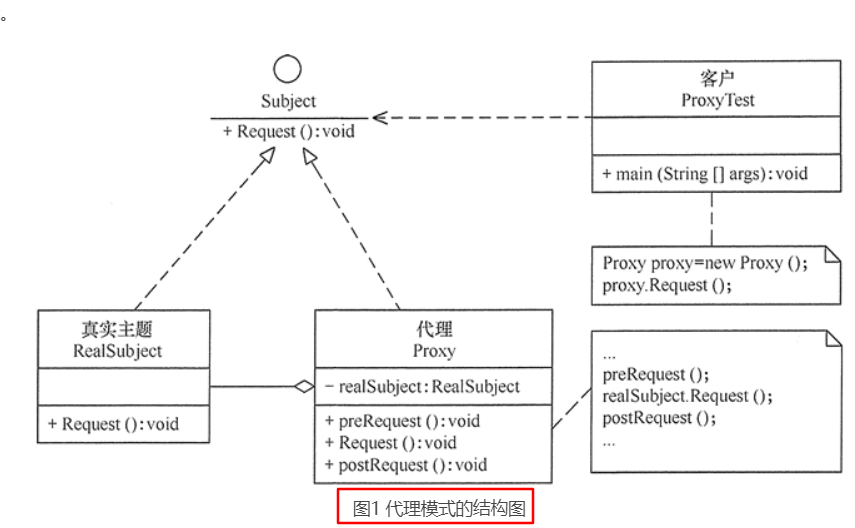 。
Subject
+ Request ():void
客户
ProxyTest
+ main (String [] args):void
Proxy proxy=new Proxy ();
proxy.Request ();
真实主题
RealSubject
+ Request ():void
代理
Proxy
− realSubject:RealSubject
+ preRequest ():void
+ Request ():void
+ postRequest ():void
...
preRequest ();
realSubject.Request ();
postRequest ();
...
图1 代理模式的结构图